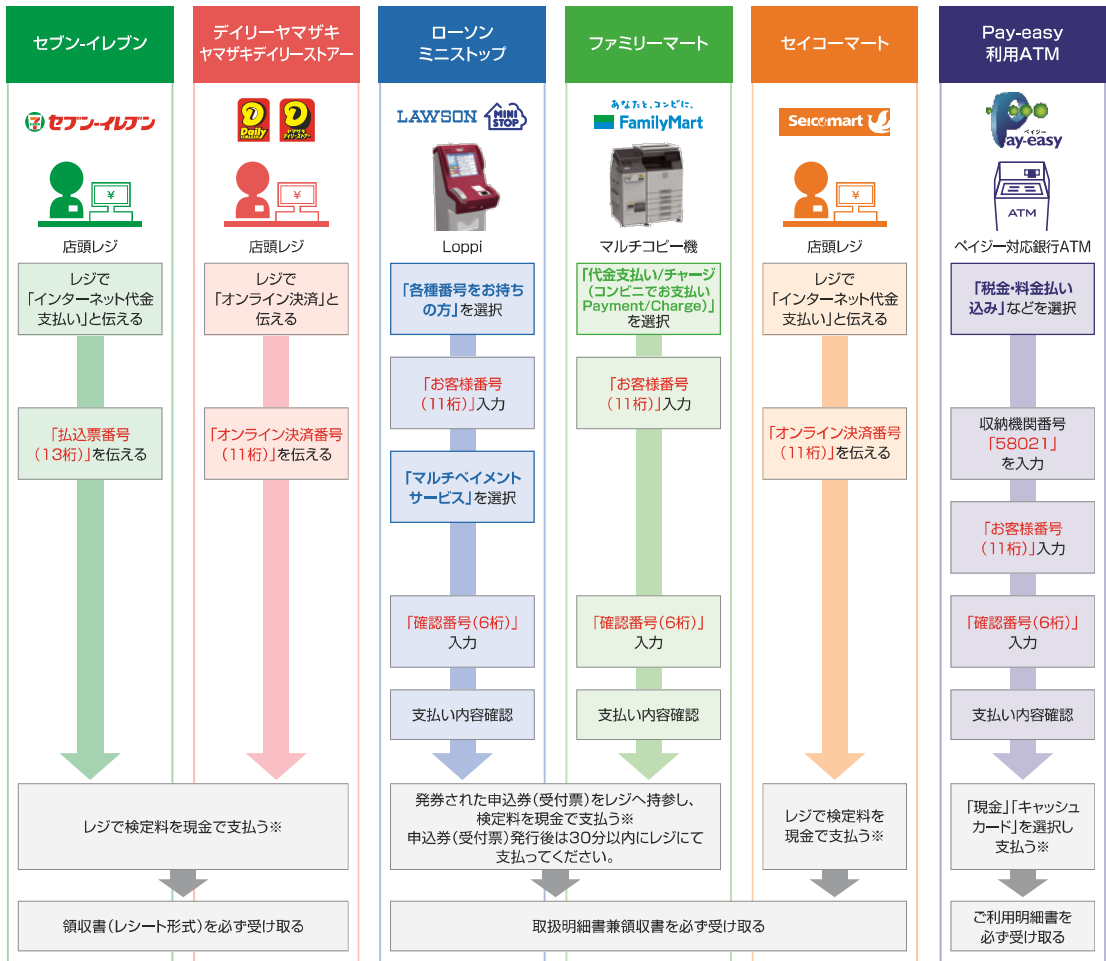 セブン-イレブン
デイリーヤマザキ
ヤマザキデイリーストアー
ローソン
ミニストップ
ファミリーマート
セイコーマート
Pay-easy
利用ATM
セブン-イレブン
Daily
ヤマザキ
デイリーストアー
LAWSON
MINI
STOP
あなたと、コンビに、
FamilyMart
Seicomart
ペイジー
Pay-easy
¥
¥
¥
ATM
店頭レジ
店頭レジ
Loppi
マルチコピー機
店頭レジ
ペイジー対応銀行ATM
レジで
「インターネット代金
支払い」と伝える
「払込票番号
(13桁)」を伝える
レジで
「オンライン決済」と
伝える
「オンライン決済番号
(11桁)」を伝える
「各種番号をお持ち
の方」を選択
「お客様番号
(11桁)」入力
「マルチペイメント
サービス」を選択
「確認番号(6桁)」
入力
支払い内容確認
「代金支払い/チャージ
(コンビニでお支払い
Payment/Charge)」
を選択
「お客様番号
(11桁)」入力
「確認番号(6桁)」
入力
支払い内容確認
レジで
「インターネット代金
支払い」と伝える
「オンライン決済番号
(11桁)」を伝える
「税金・料金払い
込み」などを選択
収納機関番号
「58021」
を入力
「お客様番号
(11桁)」入力
「確認番号(6桁)」
入力
支払い内容確認
レジで検定料を現金で支払う※
発券された申込券(受付票)をレジへ持参し、
検定料を現金で支払う※
申込券(受付票)発行後は30分以内にレジにて
支払ってください。
レジで検定料を
現金で支払う※
「現金」「キャッシュ
カード」を選択し
支払う※
領収書(レシート形式)を必ず受け取る
取扱明細書兼領収書を必ず受け取る
ご利用明細書を
必ず受け取る